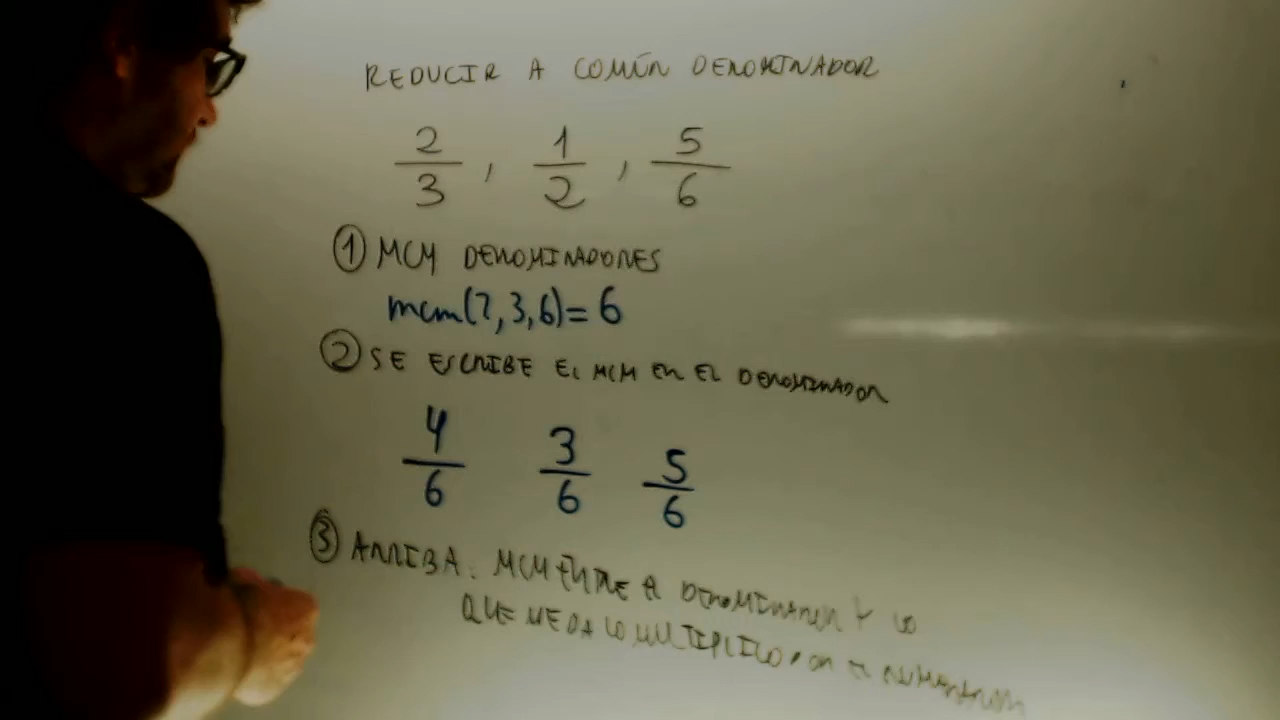 REDUCIR A COMÚN DENOMINADOR
2/3, 1/2, 5/6
① MCM DENOMINADORES
mcm(2,3,6)=6
② SE ESCRIBE EL MCM EN EL DENOMINADOR
4/6 3/6 5/6
③ ARRIBA. MCM ENTRE EL DENOMINADOR Y LO
QUE ME DA LO MULTIPLICO POR EL NUMERADOR